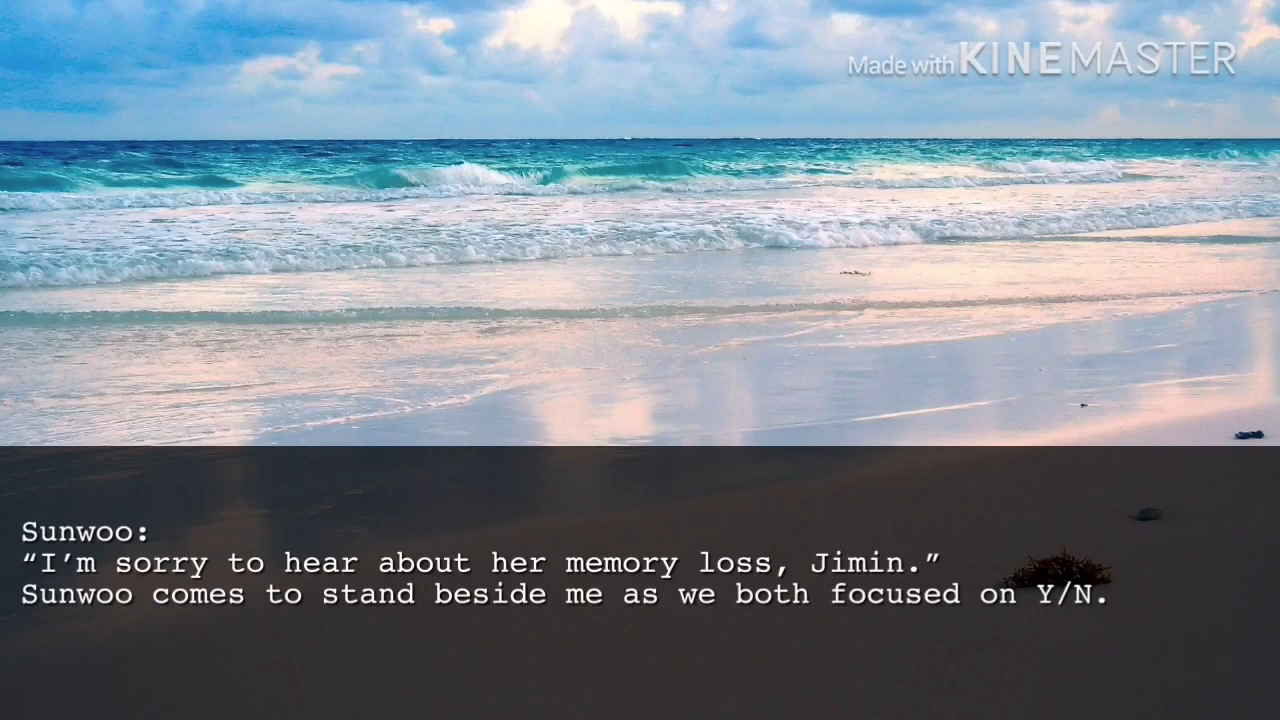 Made with KINEMASTER
Sunwoo:
“I’m sorry to hear about her memory loss, Jimin.”
Sunwoo comes to stand beside me as we both focused on Y/N.